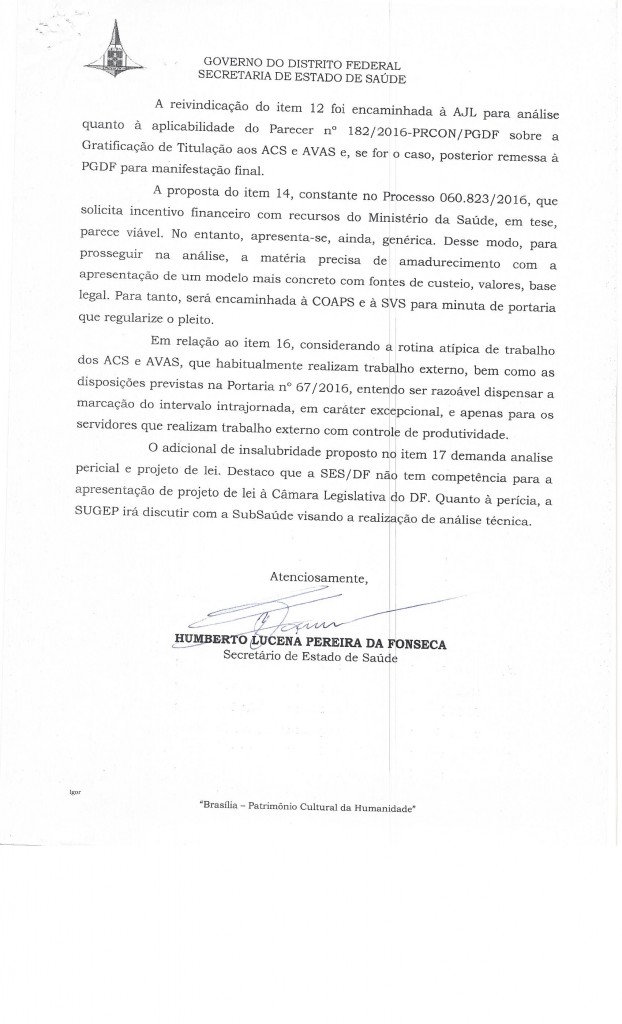 GOVERNO DO DISTRITO FEDERAL
SECRETARIA DE ESTADO DE SAÚDE
A reivindicação do item 12 foi encaminhada à AJL para análise
quanto à aplicabilidade do Parecer nº 182/2016-PRCON/PGDF sobre a
Gratificação de Titulação aos ACS e AVAS e, se for o caso, posterior remessa à
PGDF para manifestação final.
A proposta do item 14, constante no Processo 060.823/2016, que
solicita incentivo financeiro com recursos do Ministério da Saúde, em tese,
parece viável. No entanto, apresenta-se, ainda, genérica. Desse modo, para
prosseguir na análise, a matéria precisa de amadurecimento com a
apresentação de um modelo mais concreto com fontes de custeio, valores, base
legal. Para tanto, será encaminhada à COAPS e à SVS para minuta de portaria
que regularize o pleito.
Em relação ao item 16, considerando a rotina atípica de trabalho
dos ACS e AVAS, que habitualmente realizam trabalho externo, bem como as
disposições previstas na Portaria nº 67/2016, entendo ser razoável dispensar a
marcação do intervalo intrajornada, em caráter excepcional, e apenas para os
servidores que realizam trabalho externo com controle de produtividade.
O adicional de insalubridade proposto no item 17 demanda analise
pericial e projeto de lei. Destaco que a SES/DF não tem competência para a
apresentação de projeto de lei à Câmara Legislativa do DF. Quanto à perícia, a
SUGEP irá discutir com a SubSaúde visando a realização de análise técnica.
Atenciosamente,
HUMBERTO LUCENA PEREIRA DA FONSECA
Secretário de Estado de Saúde
Igor
"Brasília – Patrimônio Cultural da Humanidade"